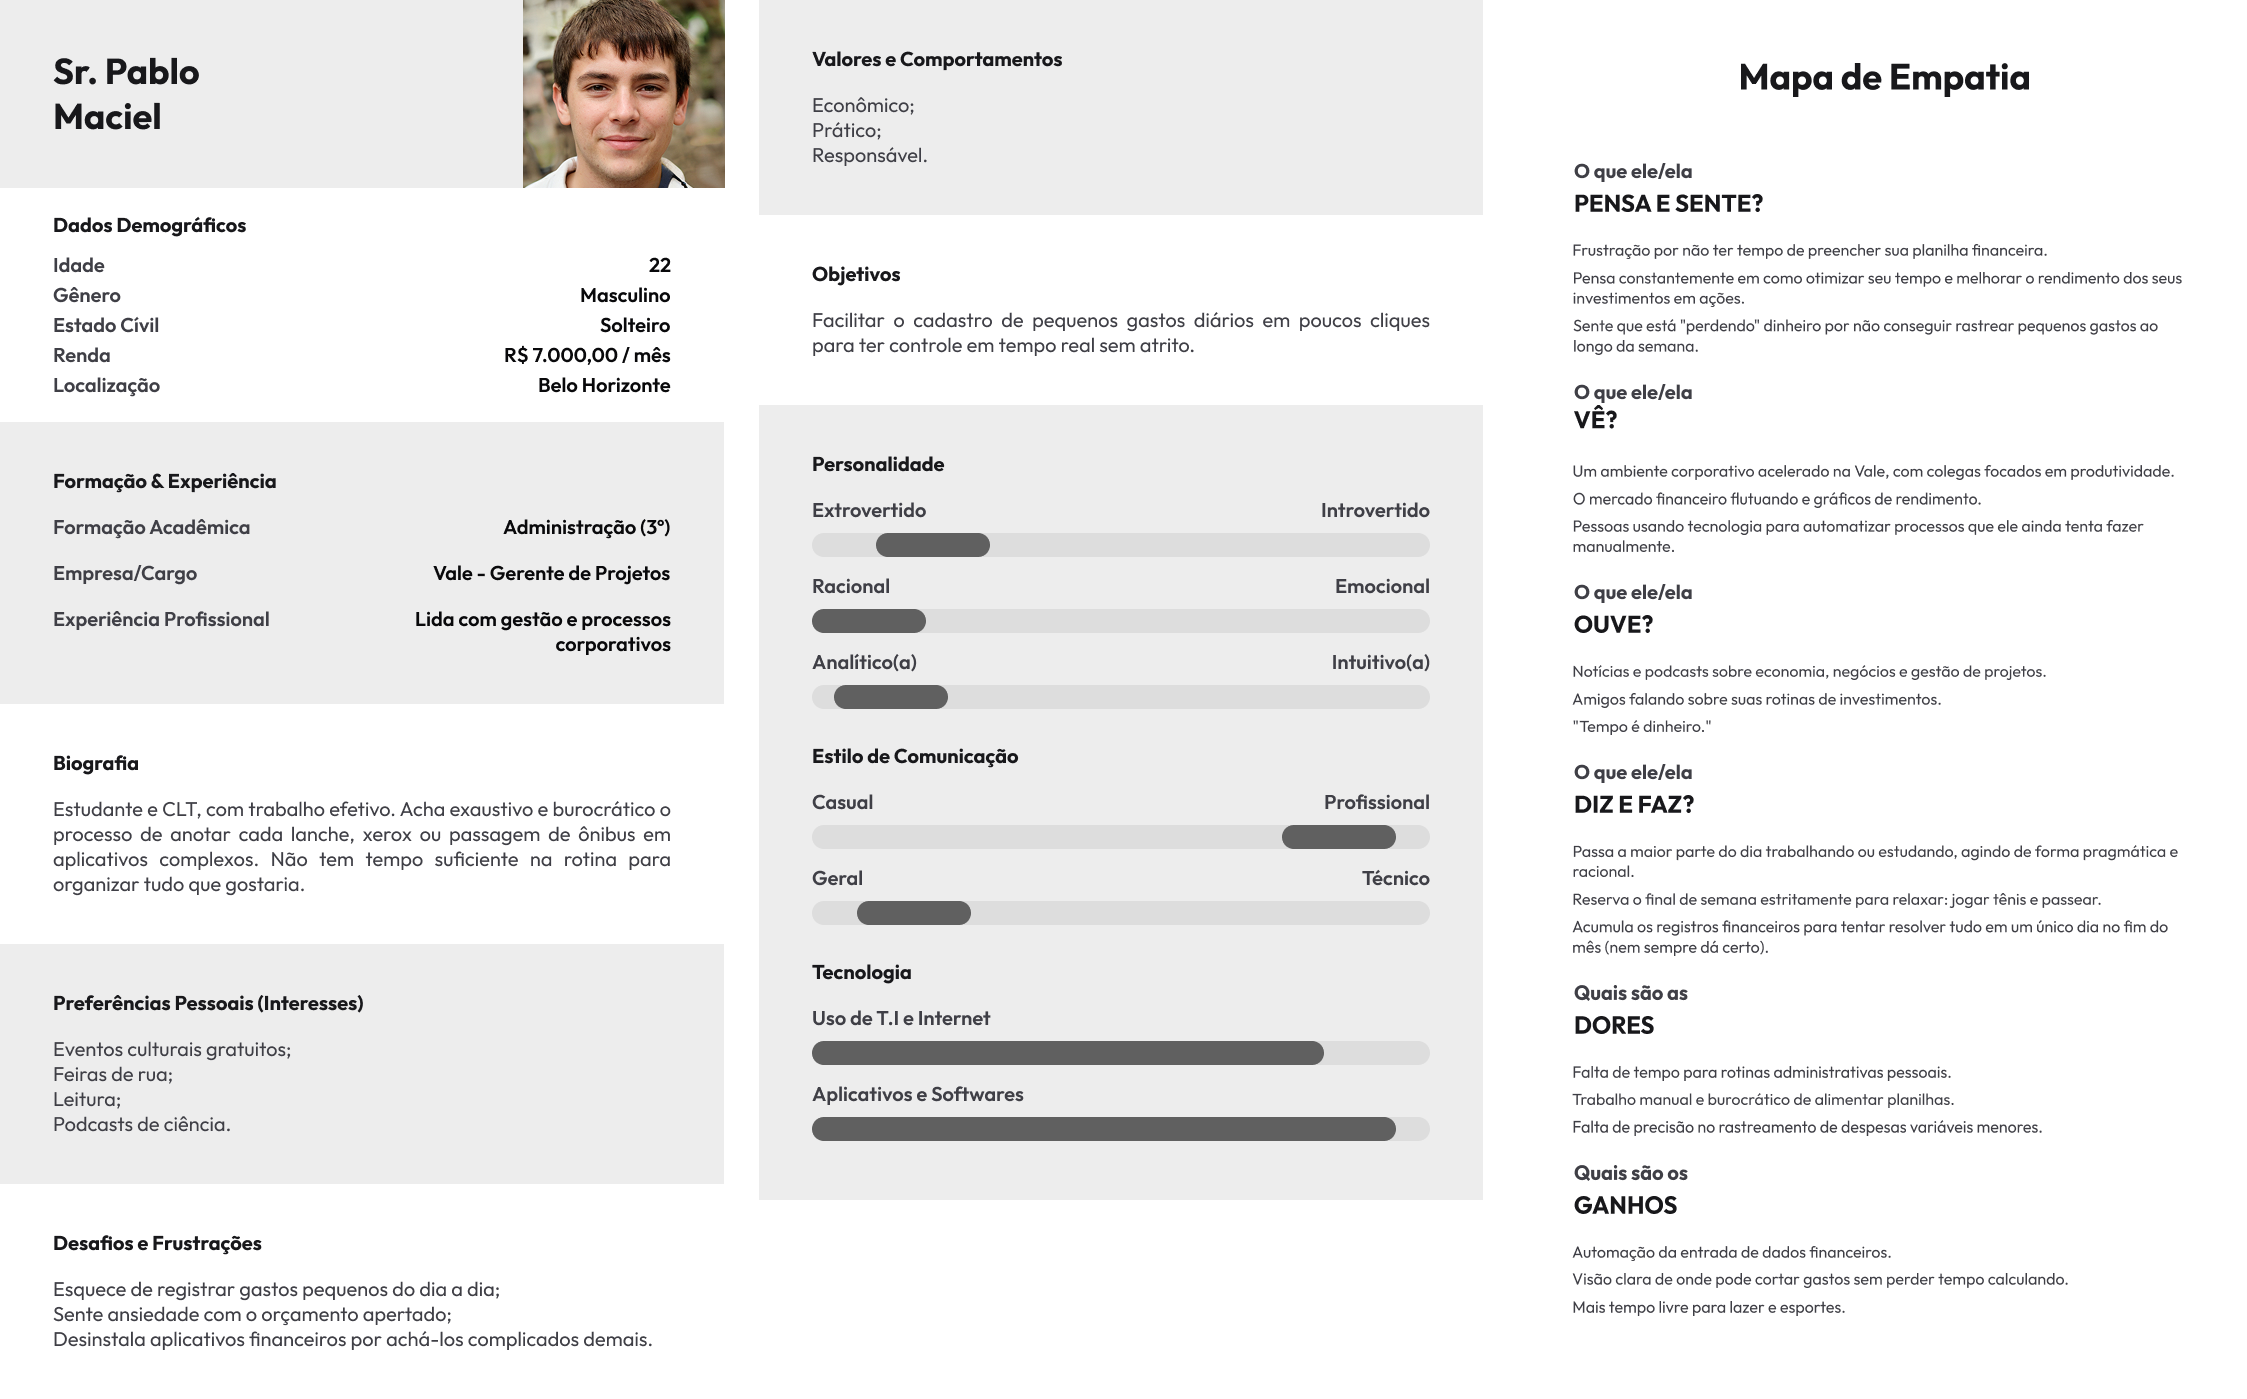 Sr. Pablo
Maciel
Dados Demográficos
Idade 22
Gênero Masculino
Estado Cívil Solteiro
Renda R$ 7.000,00 / mês
Localização Belo Horizonte
Formação & Experiência
Formação Acadêmica Administração (3º)
Empresa/Cargo Vale - Gerente de Projetos
Experiência Profissional Lida com gestão e processos
corporativos
Biografia
Estudante e CLT, com trabalho efetivo. Acha exaustivo e burocrático o
processo de anotar cada lanche, xerox ou passagem de ônibus em
aplicativos complexos. Não tem tempo suficiente na rotina para
organizar tudo que gostaria.
Preferências Pessoais (Interesses)
Eventos culturais gratuitos;
Feiras de rua;
Leitura;
Podcasts de ciência.
Desafios e Frustrações
Esquece de registrar gastos pequenos do dia a dia;
Sente ansiedade com o orçamento apertado;
Desinstala aplicativos financeiros por achá-los complicados demais.
Valores e Comportamentos
Econômico;
Prático;
Responsável.
Objetivos
Facilitar o cadastro de pequenos gastos diários em poucos cliques
para ter controle em tempo real sem atrito.
Personalidade
Extrovertido Introvertido
Racional Emocional
Analítico(a) Intuitivo(a)
Estilo de Comunicação
Casual Profissional
Geral Técnico
Tecnologia
Uso de T.I e Internet
Aplicativos e Softwares
Mapa de Empatia
O que ele/ela
PENSA E SENTE?
Frustração por não ter tempo de preencher sua planilha financeira.
Pensa constantemente em como otimizar seu tempo e melhorar o rendimento dos seus
investimentos em ações.
Sente que está "perdendo" dinheiro por não conseguir rastrear pequenos gastos ao
longo da semana.
O que ele/ela
VÊ?
Um ambiente corporativo acelerado na Vale, com colegas focados em produtividade.
O mercado financeiro flutuando e gráficos de rendimento.
Pessoas usando tecnologia para automatizar processos que ele ainda tenta fazer
manualmente.
O que ele/ela
OUVE?
Notícias e podcasts sobre economia, negócios e gestão de projetos.
Amigos falando sobre suas rotinas de investimentos.
"Tempo é dinheiro."
O que ele/ela
DIZ E FAZ?
Passa a maior parte do dia trabalhando ou estudando, agindo de forma pragmática e
racional.
Reserva o final de semana estritamente para relaxar: jogar tênis e passear.
Acumula os registros financeiros para tentar resolver tudo em um único dia no fim do
mês (nem sempre dá certo).
Quais são as
DORES
Falta de tempo para rotinas administrativas pessoais.
Trabalho manual e burocrático de alimentar planilhas.
Falta de precisão no rastreamento de despesas variáveis menores.
Quais são os
GANHOS
Automação da entrada de dados financeiros.
Visão clara de onde pode cortar gastos sem perder tempo calculando.
Mais tempo livre para lazer e esportes.